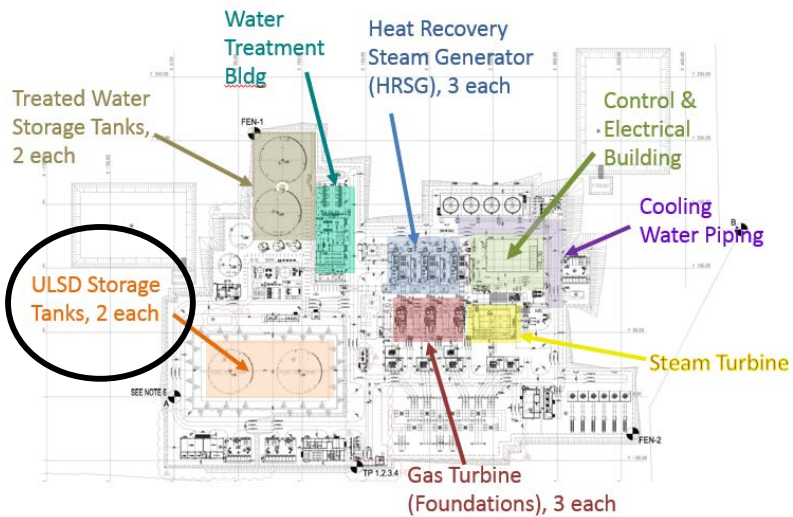 Water
Treatment
Bldg
Heat Recovery
Steam Generator
(HRSG), 3 each
Treated Water
Storage Tanks,
2 each
FEN-1
Control &
Electrical
Building
Cooling
Water Piping
B
ULSD Storage
Tanks, 2 each
Steam Turbine
SEE NOTE 6
A
FEN-2
TP 1.2.3.4
Gas Turbine
(Foundations), 3 each